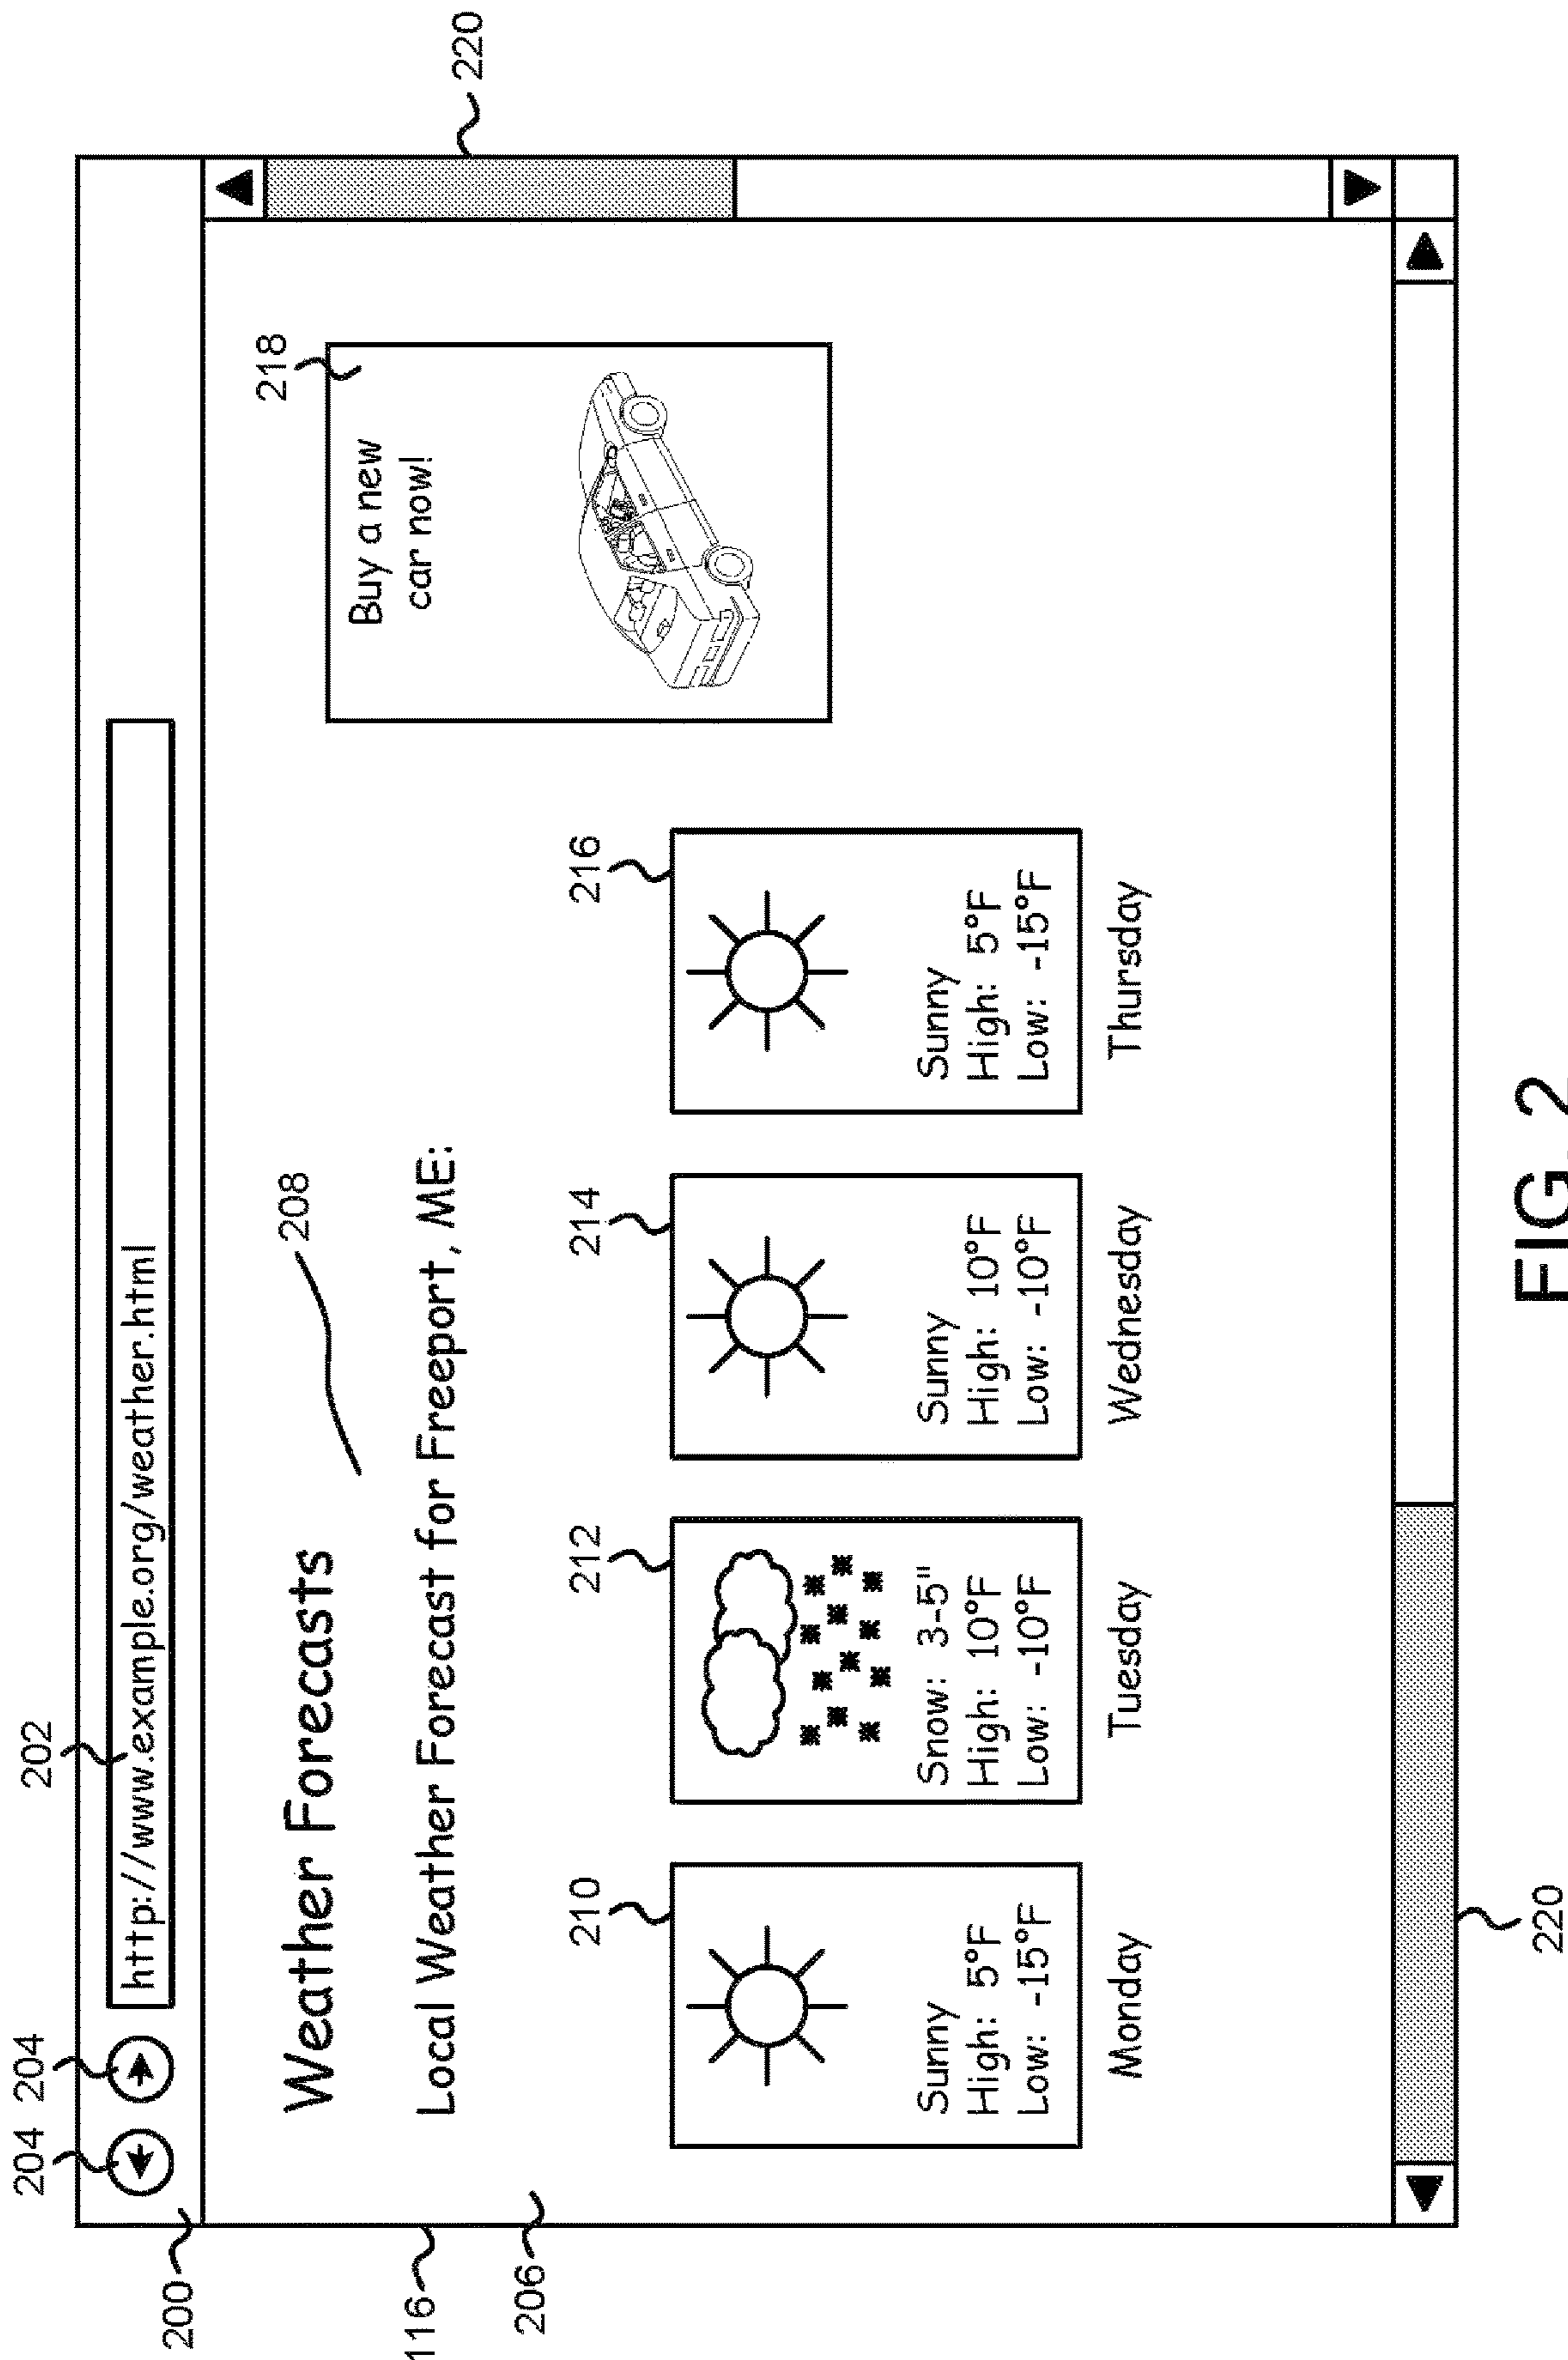 204
204
202
http://www.example.org/weather.html
200
220
Weather Forecasts
208
218
Buy a new
car now!
116
Local Weather Forecast for Freeport, ME:
206
210
212
214
216
Sunny
High: 5°F
Low: -15°F
Monday
Snow: 3-5"
High: 10°F
Low: -10°F
Tuesday
Sunny
High: 10°F
Low: -10°F
Wednesday
Sunny
High: 5°F
Low: -15°F
Thursday
220
FIG. 2